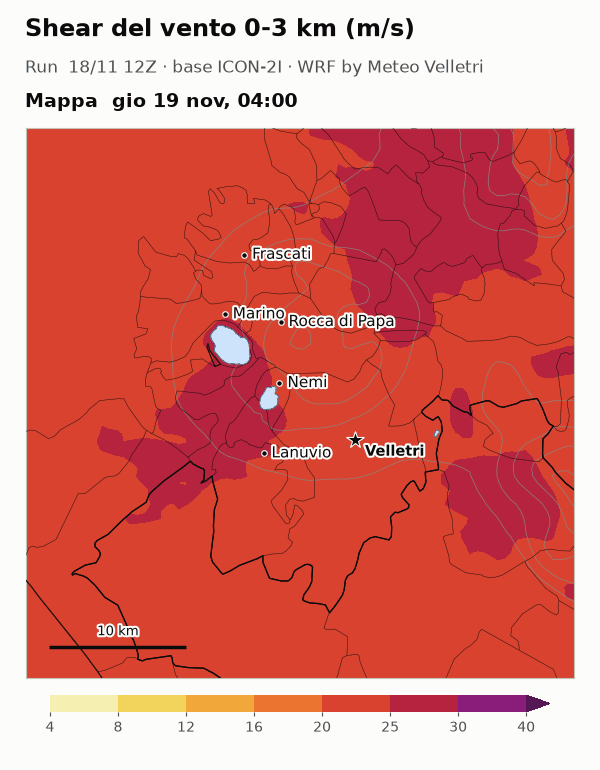 Shear del vento 0-3 km (m/s)
Run  18/11 12Z · base ICON-2I · WRF by Meteo Velletri
Mappa  gio 19 nov, 04:00
Frascati
Marino
Rocca di Papa
Nemi
Lanuvio
Velletri
10 km
4 8 12 16 20 25 30 40